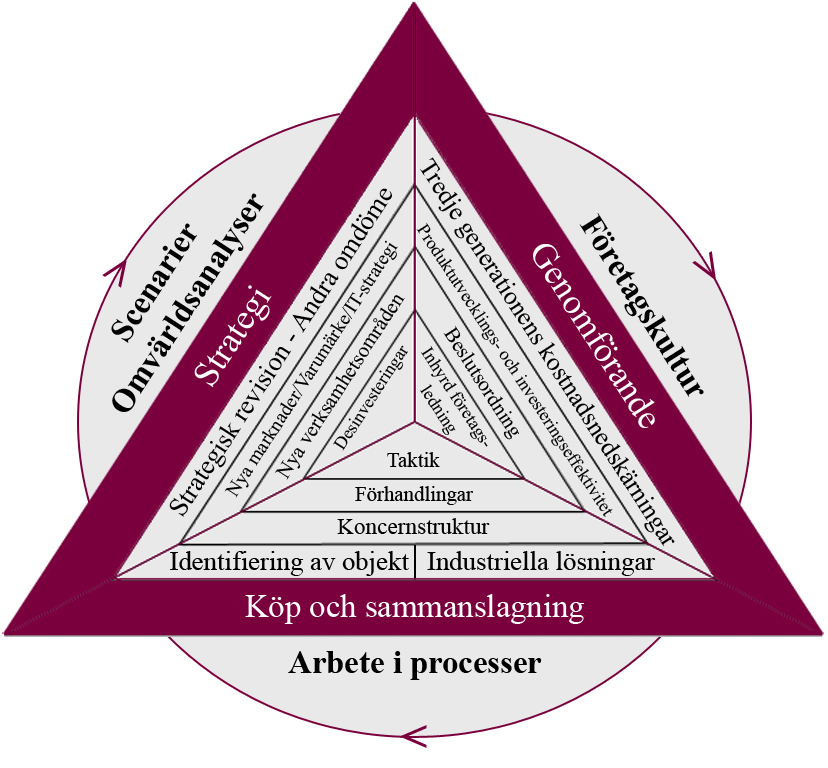 Scenarier
Omvärldsanalyser
Strategi
Strategisk revision - Andra omdöme
Nya marknader/Varumärke/IT-strategi
Nya verksamhetsområden
Desinvesteringar
Företagskultur
Genomförande
Tredje generationens kostnadsnedskärningar
Produktutvecklings- och investeringseffektivitet
Beslutsordning
Inhyrd företags-
ledning
Taktik
Förhandlingar
Koncernstruktur
Identifiering av objekt
Industriella lösningar
Köp och sammanslagning
Arbete i processer